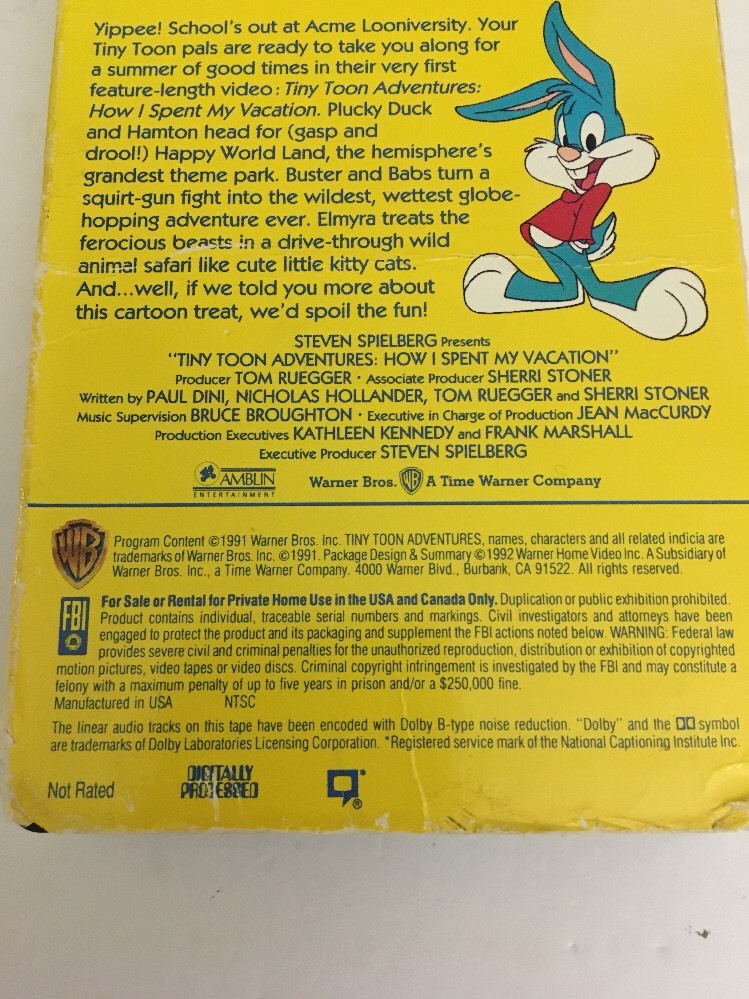 Yippee! School's out at Acme Looniversity. Your
Tiny Toon pals are ready to take you along for
a summer of good times in their very first
feature-length video: Tiny Toon Adventures:
How I Spent My Vacation. Plucky Duck
and Hamton head for (gasp and
drool!) Happy World Land, the hemisphere's
grandest theme park. Buster and Babs turn a
squirt-gun fight into the wildest, wettest globe-
hopping adventure ever. Elmyra treats the
ferocious beasts in a drive-through wild
animal safari like cute little kitty cats.
And...well, if we told you more about
this cartoon treat, we'd spoil the fun!
STEVEN SPIELBERG Presents
"TINY TOON ADVENTURES: HOW I SPENT MY VACATION"
Producer TOM RUEGGER · Associate Producer SHERRI STONER
Written by PAUL DINI, NICHOLAS HOLLANDER, TOM RUEGGER and SHERRI STONER
Music Supervision BRUCE BROUGHTON · Executive in Charge of Production JEAN MacCURDY
Production Executives KATHLEEN KENNEDY and FRANK MARSHALL
Executive Producer STEVEN SPIELBERG
AMBLIN
ENTERTAINMENT
Warner Bros. WB A Time Warner Company
WB
Program Content ©1991 Warner Bros. Inc. TINY TOON ADVENTURES, names, characters and all related indicia are
trademarks of Warner Bros. Inc. ©1991. Package Design & Summary ©1992 Warner Home Video Inc. A Subsidiary of
Warner Bros. Inc., a Time Warner Company. 4000 Warner Blvd., Burbank, CA 91522. All rights reserved.
FBI
For Sale or Rental for Private Home Use in the USA and Canada Only. Duplication or public exhibition prohibited.
Product contains individual, traceable serial numbers and markings. Civil investigators and attorneys have been
engaged to protect the product and its packaging and supplement the FBI actions noted below. WARNING: Federal law
provides severe civil and criminal penalties for the unauthorized reproduction, distribution or exhibition of copyrighted
motion pictures, video tapes or video discs. Criminal copyright infringement is investigated by the FBI and may constitute a
felony with a maximum penalty of up to five years in prison and/or a $250,000 fine.
Manufactured in USA NTSC
The linear audio tracks on this tape have been encoded with Dolby B-type noise reduction. "Dolby" and the symbol
are trademarks of Dolby Laboratories Licensing Corporation. *Registered service mark of the National Captioning Institute Inc.
Not Rated
DIGITALLY
PROCESSED
*
®